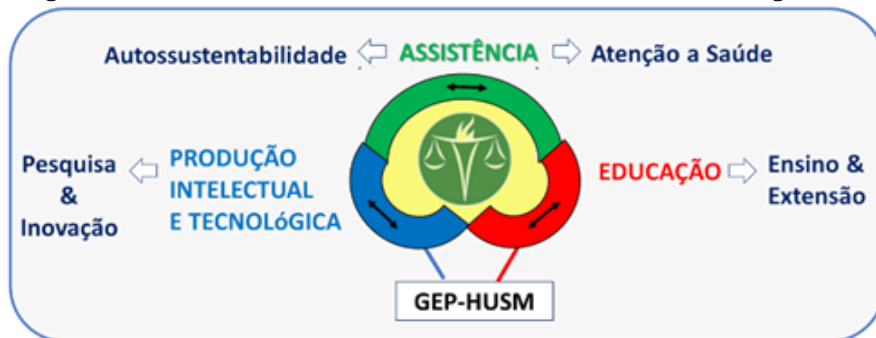 Autossustentabilidade ASSISTÊNCIA Atenção a Saúde
Pesquisa
&
Inovação
PRODUÇÃO
INTELECTUAL
E TECNOLóGICA
EDUCAÇÃO
Ensino &
Extensão
GEP-HUSM